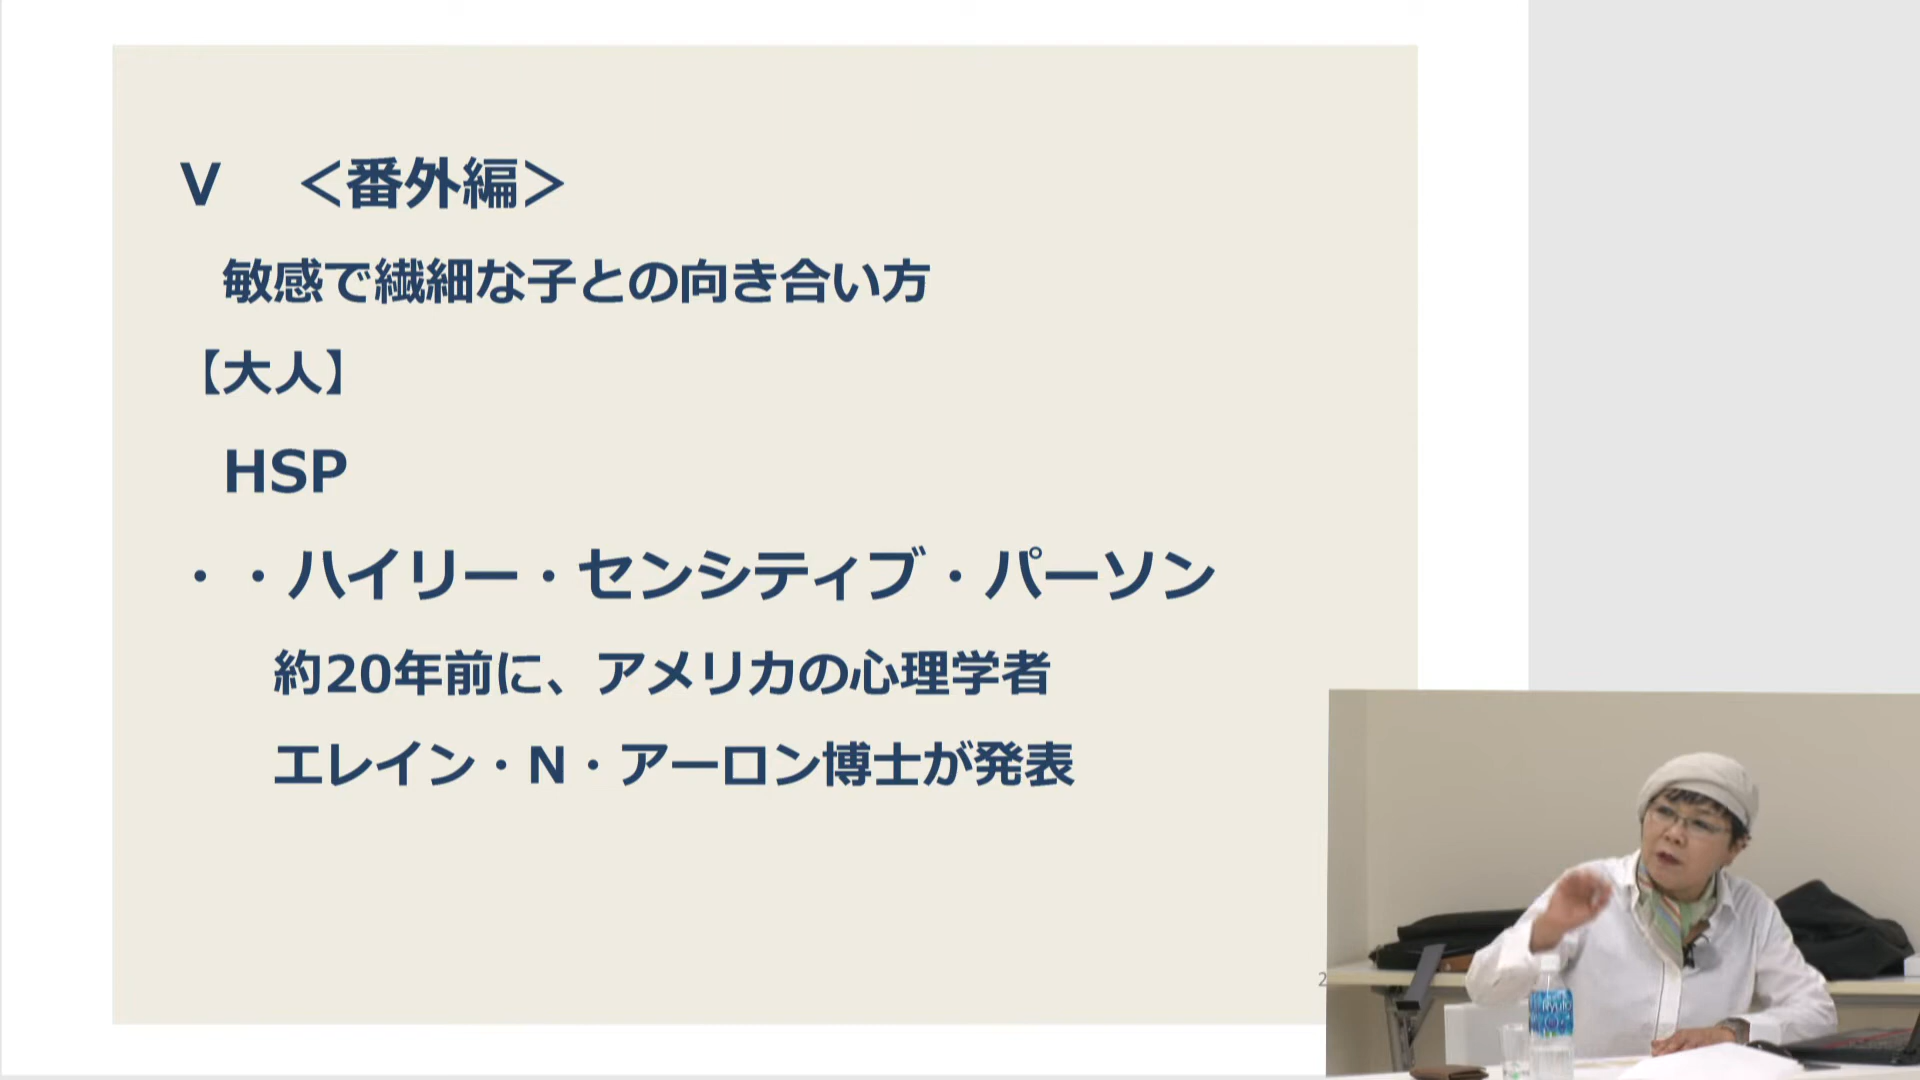 Ⅴ　＜番外編＞
敏感で繊細な子との向き合い方
【大人】
HSP
・・ハイリー・センシティブ・パーソン
約20年前に、アメリカの心理学者
エレイン・N・アーロン博士が発表